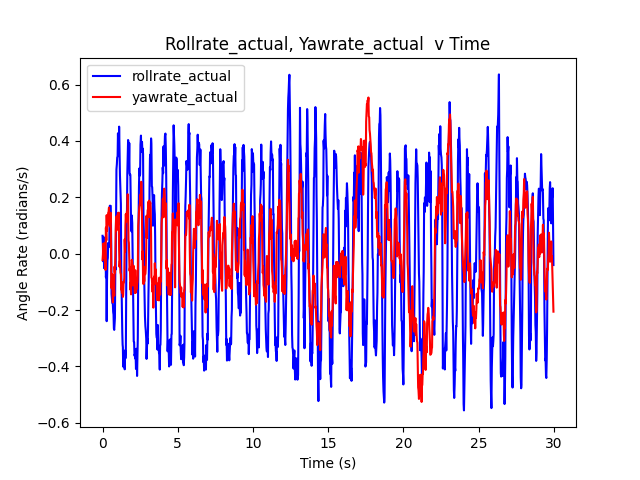 Rollrate_actual, Yawrate_actual  v Time
rollrate_actual
yawrate_actual
Angle Rate (radians/s)
0.6
0.4
0.2
0.0
−0.2
−0.4
−0.6
0
5
10
15
20
25
30
Time (s)